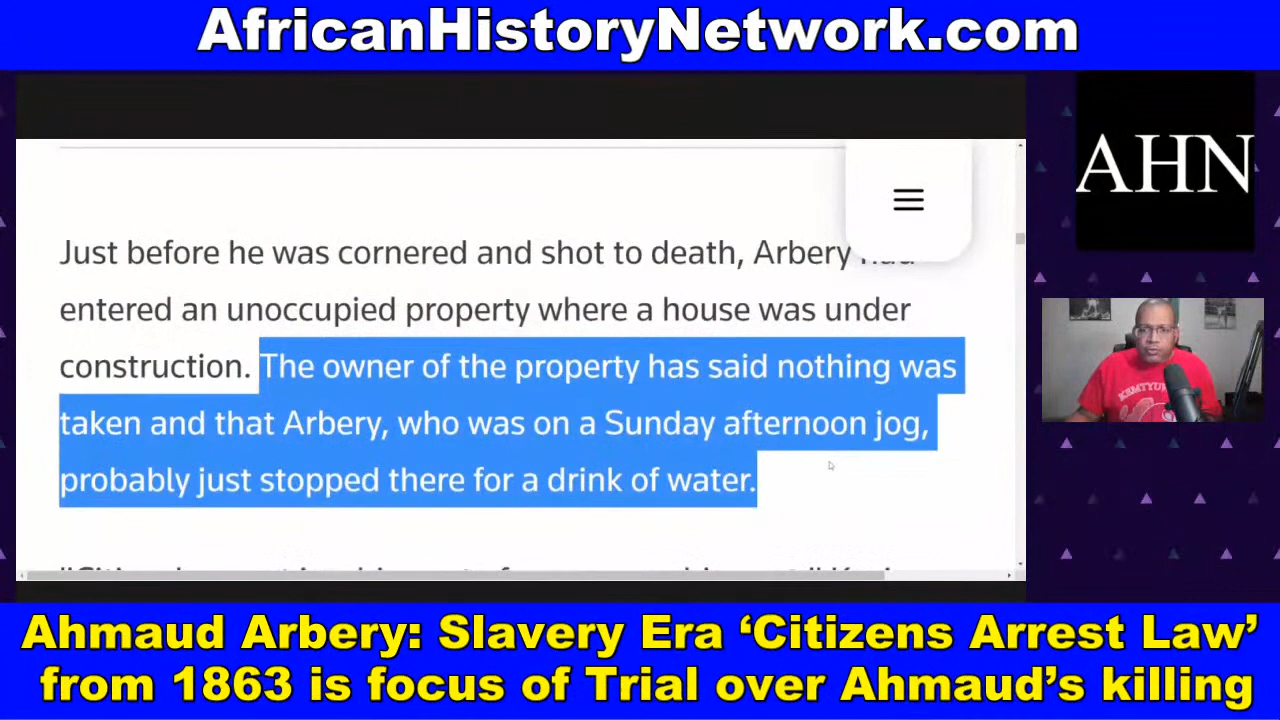 AfricanHistoryNetwork.com
AHN
Just before he was cornered and shot to death, Arbery had
entered an unoccupied property where a house was under
construction. The owner of the property has said nothing was
taken and that Arbery, who was on a Sunday afternoon jog,
probably just stopped there for a drink of water.
Ahmaud Arbery: Slavery Era ‘Citizens Arrest Law’
from 1863 is focus of Trial over Ahmaud’s killing